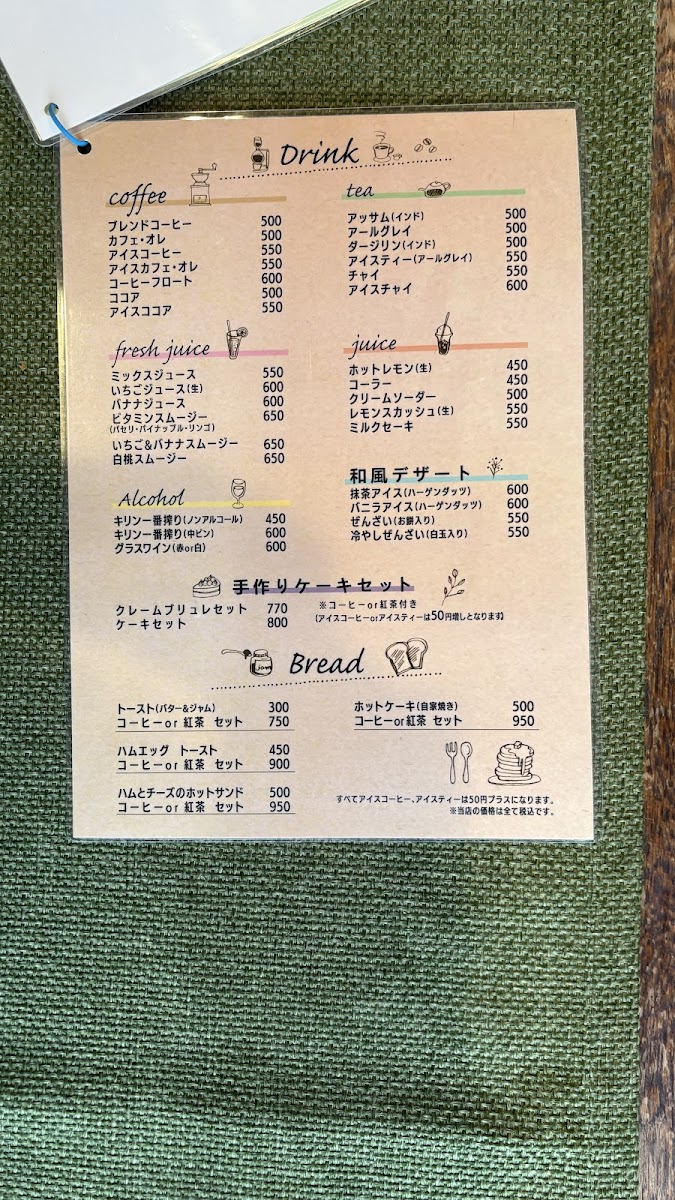 Drink
coffee
ブレンドコーヒー 500
カフェ・オレ 500
アイスコーヒー 550
アイスカフェ・オレ 550
コーヒーフロート 600
ココア 500
アイスココア 550
tea
アッサム(インド) 500
アールグレイ 500
ダージリン(インド) 500
アイスティー(アールグレイ) 550
チャイ 550
アイスチャイ 600
fresh juice
ミックスジュース 550
いちごジュース(生) 600
バナナジュース 600
ビタミンスムージー 650
(パセリ・パイナップル・リンゴ)
いちご&バナナスムージー 650
白桃スムージー 650
juice
ホットレモン(生) 450
コーラー 450
クリームソーダー 500
レモンスカッシュ(生) 550
ミルクセーキ 550
Alcohol
キリン一番搾り(ノンアルコール) 450
キリン一番搾り(中ビン) 600
グラスワイン(赤or白) 600
和風デザート
抹茶アイス(ハーゲンダッツ) 600
バニラアイス(ハーゲンダッツ) 600
ぜんざい(お餅入り) 550
冷やしぜんざい(白玉入り) 550
手作りケーキセット
クレームブリュレセット 770
ケーキセット 800
※コーヒーor紅茶付き
(アイスコーヒーorアイスティーは50円増しとなります)
Bread
トースト(バター&ジャム) 300
コーヒーor 紅茶 セット 750
ハムエッグ トースト 450
コーヒーor 紅茶 セット 900
ハムとチーズのホットサンド 500
コーヒーor 紅茶 セット 950
ホットケーキ(自家焼き) 500
コーヒーor紅茶 セット 950
jam
すべてアイスコーヒー、アイスティーは50円プラスになります。
※当店の価格は全て税込です。